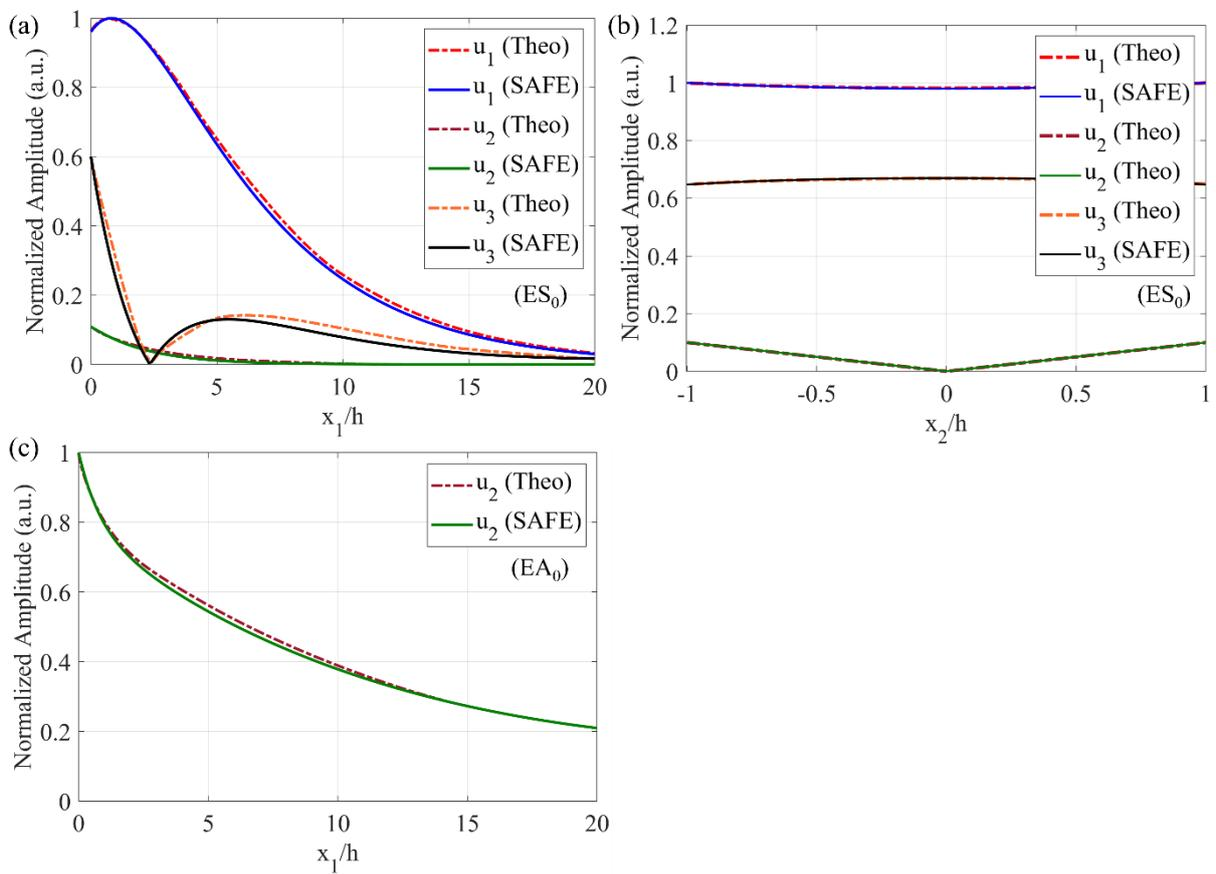 (a)
Normalized Amplitude (a.u.)
1
0.8
0.6
0.4
0.2
0
0 5 10 15 20
x1/h
u1 (Theo)
u1 (SAFE)
u2 (Theo)
u2 (SAFE)
u3 (Theo)
u3 (SAFE)
(ES0)
(b)
Normalized Amplitude (a.u.)
1.2
1
0.8
0.6
0.4
0.2
0
-1 -0.5 0 0.5 1
x2/h
u1 (Theo)
u1 (SAFE)
u2 (Theo)
u2 (Theo)
u3 (Theo)
u3 (SAFE)
(ES0)
(c)
Normalized Amplitude (a.u.)
1
0.8
0.6
0.4
0.2
0
0 5 10 15 20
x1/h
u2 (Theo)
u2 (SAFE)
(EA0)